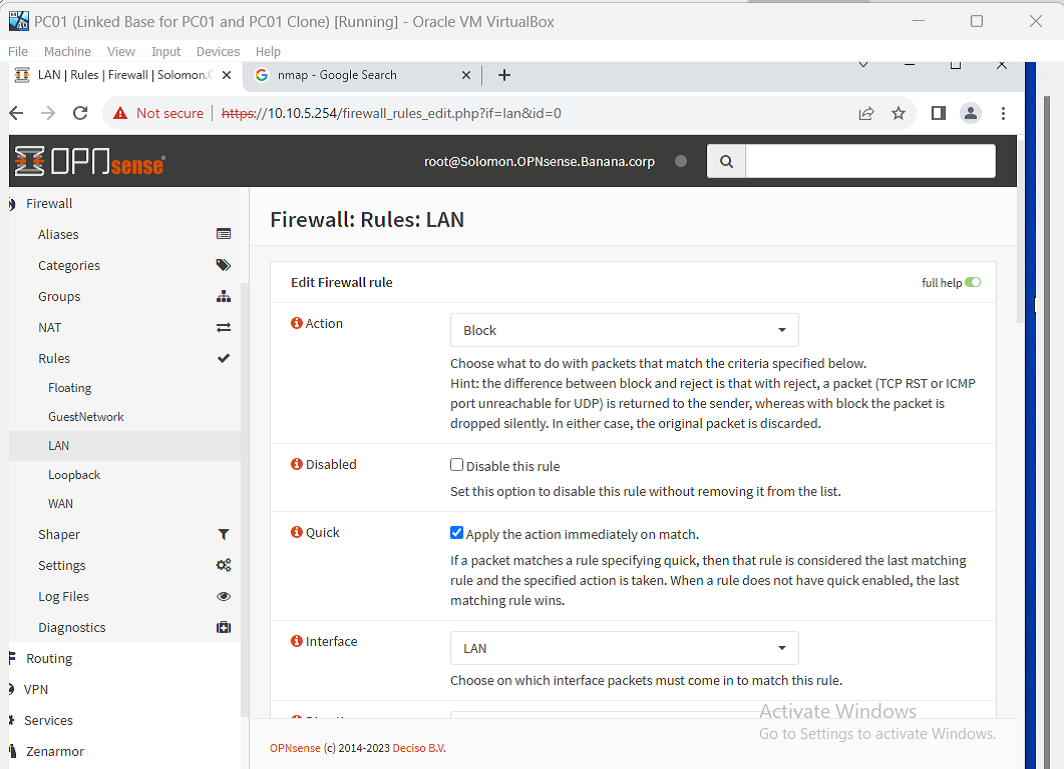 PC01 (Linked Base for PC01 and PC01 Clone) [Running] - Oracle VM VirtualBox
File Machine View Input Devices Help
LAN | Rules | Firewall | Solomon.O
nmap - Google Search
Not secure https://10.10.5.254/firewall_rules_edit.php?if=lan&id=0
OPNsense
root@Solomon.OPNsense.Banana.corp
Firewall
Aliases
Categories
Groups
NAT
Rules
Floating
GuestNetwork
LAN
Loopback
WAN
Shaper
Settings
Log Files
Diagnostics
Routing
VPN
Services
Zenarmor
Firewall: Rules: LAN
Edit Firewall rule
full help
Action
Block
Choose what to do with packets that match the criteria specified below.
Hint: the difference between block and reject is that with reject, a packet (TCP RST or ICMP
port unreachable for UDP) is returned to the sender, whereas with block the packet is
dropped silently. In either case, the original packet is discarded.
Disabled
Disable this rule
Set this option to disable this rule without removing it from the list.
Quick
Apply the action immediately on match.
If a packet matches a rule specifying quick, then that rule is considered the last matching
rule and the specified action is taken. When a rule does not have quick enabled, the last
matching rule wins.
Interface
LAN
Choose on which interface packets must come in to match this rule.
Activate Windows
Go to Settings to activate Windows.
OPNsense (c) 2014-2023 Deciso B.V.